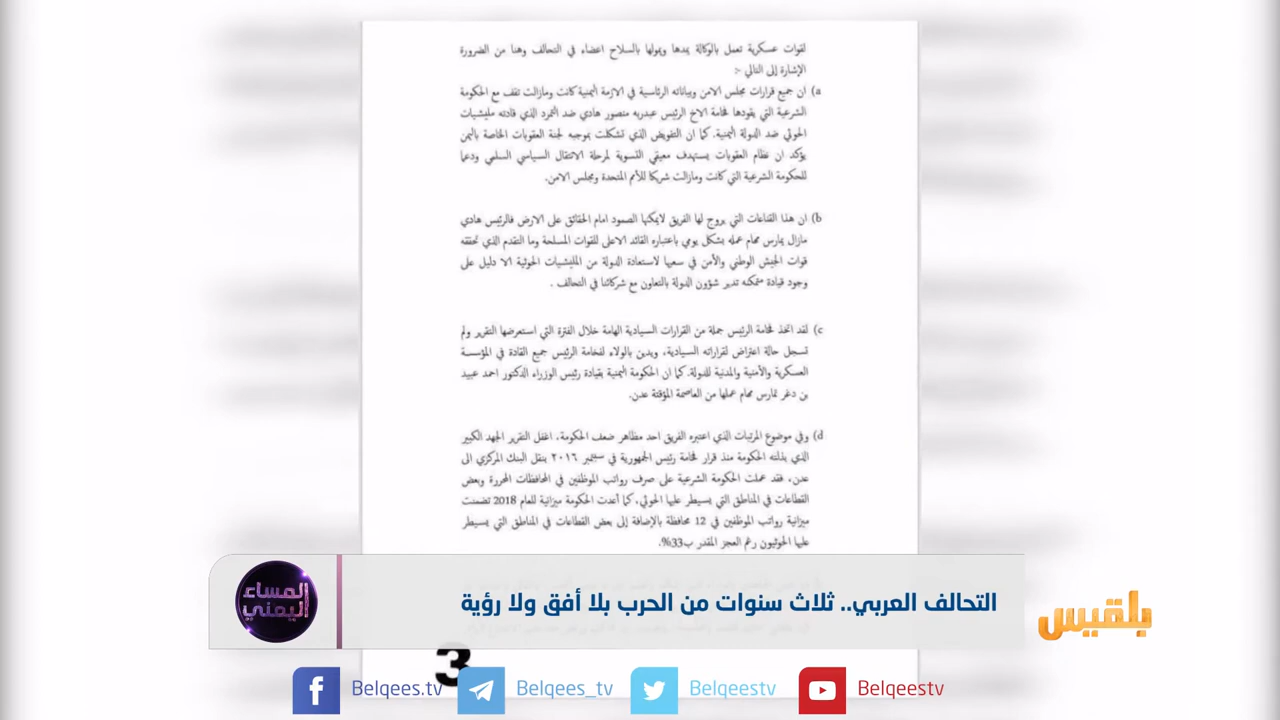 لقوات عسكرية تعمل بالوكالة يمدها ويمولها بالسلاح اعضاء في التحالف وهنا من الضرورة
الإشارة إلى التالي :-
a) ان جميع قرارات مجلس الامن وبياناته الرئاسية في الازمة اليمنية كانت ومازالت تقف مع الحكومة
الشرعية التي يقودها فخامة الاخ الرئيس عبدربه منصور هادي ضد التمرد الذي قادته مليشيات
الحوثي ضد الدولة اليمنية. كما ان التفويض الذي تشكلت بموجبه لجنة العقوبات الخاصة باليمن
يؤكد ان نظام العقوبات يستهدف معيقي التسوية لمرحلة الانتقال السياسي السلمي ودعما
للحكومة الشرعية التي كانت ومازالت شريكا للأمم المتحدة ومجلس الامن.
b) ان هذا القناعات التي يروج لها الفريق لايمكنها الصمود امام الحقائق على الارض فالرئيس هادي
مازال يمارس مهام عمله بشكل يومي باعتباره القائد الاعلى للقوات المسلحة وما التقدم الذي تحققه
قوات الجيش الوطني والأمن في سعيها لاستعادة الدولة من المليشيات الحوثية الا دليل على
وجود قيادة متمكنه تدير شؤون الدولة بالتعاون مع شركائنا في التحالف .
c) لقد اتخذ فخامة الرئيس جملة من القرارات السيادية الهامة خلال الفترة التي استعرضها التقرير ولم
تسجل حالة اعتراض لقراراته السيادية، ويدين بالولاء لفخامة الرئيس جميع القادة في المؤسسة
العسكرية والأمنية والمدنية للدولة. كما ان الحكومة اليمنية بقيادة رئيس الوزراء الدكتور احمد عبيد
بن دغر تمارس مهام عملها من العاصمة المؤقتة عدن.
d) وفي موضوع المرتبات الذي اعتبره الفريق احد مظاهر ضعف الحكومة، اغفل التقرير الجهد الكبير
الذي بذلته الحكومة منذ قرار فخامة رئيس الجمهورية في سبتمبر ٢٠١٦ بنقل البنك المركزي الى
عدن، فقد عملت الحكومة الشرعية على صرف رواتب الموظفين في المحافظات المحررة وبعض
القطاعات في المناطق التي يسيطر عليها الحوثي، كما أعدت الحكومة ميزانية للعام 2018 تضمنت
ميزانية رواتب الموظفين في 12 محافظة بالإضافة إلى بعض القطاعات في المناطق التي يسيطر
عليها الحوثيون رغم العجز المقدر ب33%.
المساء اليمني
التحالف العربي.. ثلاث سنوات من الحرب بلا أفق ولا رؤية
بلقيس
3
Belqees.tv
Belqees_tv
Belqeestv
Belqeestv